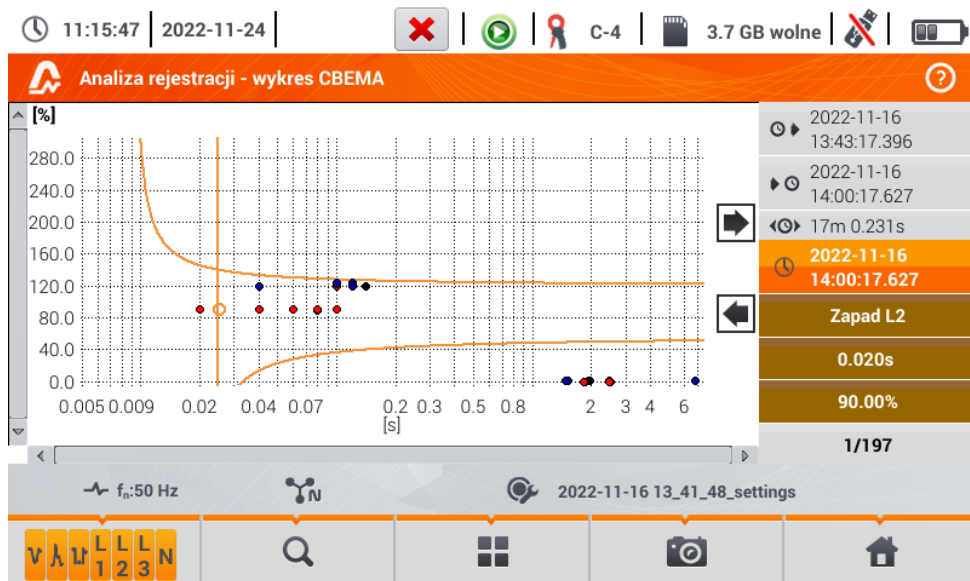 11:15:47 2022-11-24 C-4 3.7 GB wolne
Analiza rejestracji - wykres CBEMA ?
[%]
280.0
240.0
200.0
160.0
120.0
80.0
40.0
0.0
0.005 0.009 0.02 0.04 0.07 0.2 0.3 0.5 0.8 2 3 4 6
[s]
2022-11-16
13:43:17.396
2022-11-16
14:00:17.627
17m 0.231s
2022-11-16
14:00:17.627
Zapad L2
0.020s
90.00%
1/197
fn:50 Hz N 2022-11-16 13_41_48_settings
L1 L2 L3 N